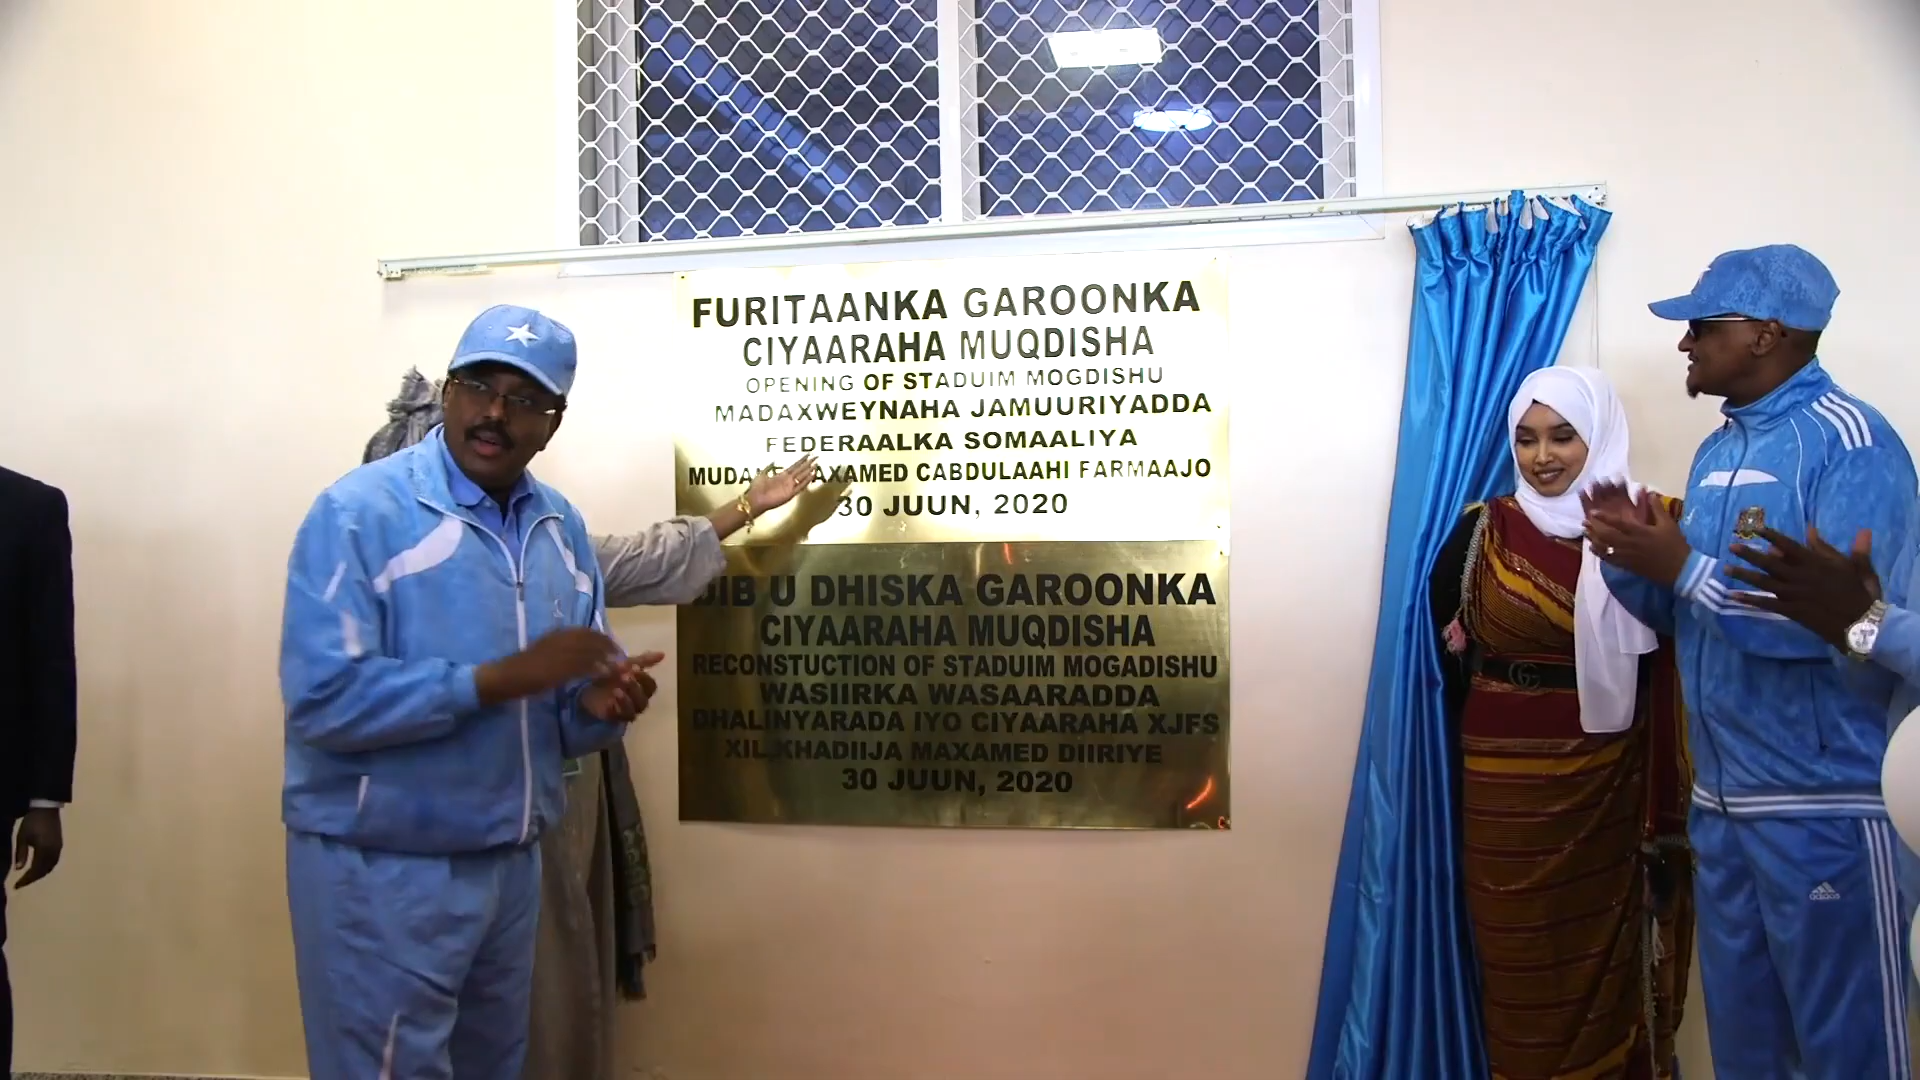 FURITAANKA GAROONKA
CIYAARAHA MUQDISHA
OPENING OF STADUIM MOGDISHU
MADAXWEYNAHA JAMUURIYADDA
FEDERAALKA SOMAALIYA
CABDULAAHI FARMAAJO
30 JUUN, 2020
U DHISKA GAROONKA
CIYAARAHA MUQDISHA
RECONSTUCTION OF STADUIM MOGADISHU
WASIIRKA WASAARADDA
DHALINYARADA IYO CIYAARAHA XJFS
XIL,KHADIIJA MAXAMED DIIRIYE
30 JUUN, 2020
adidas